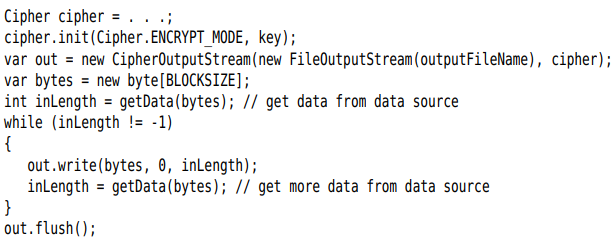 Cipher cipher = . . .;
cipher.init(Cipher.ENCRYPT_MODE, key);
var out = new CipherOutputStream(new FileOutputStream(outputFileName), cipher);
var bytes = new byte[BLOCKSIZE];
int inLength = getData(bytes); // get data from data source
while (inLength != -1)
{
   out.write(bytes, 0, inLength);
   inLength = getData(bytes); // get more data from data source
}
out.flush();